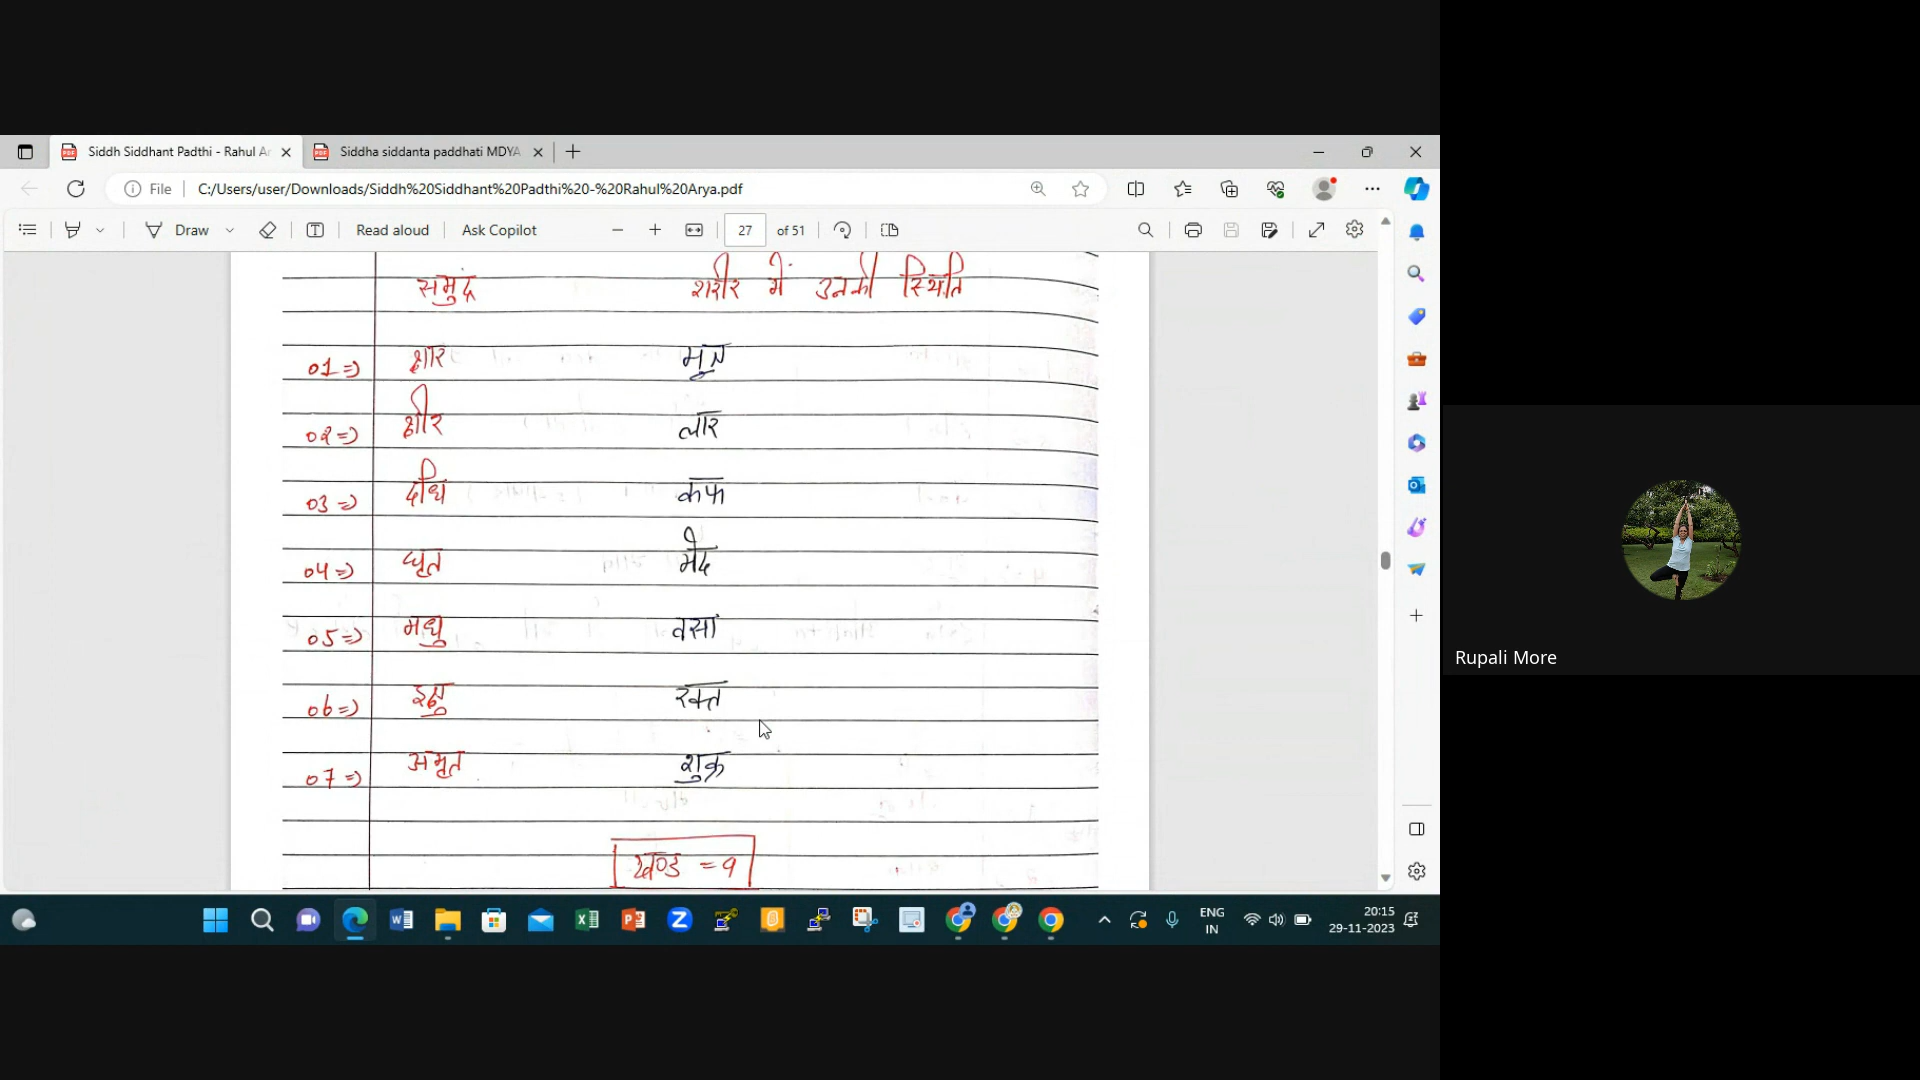 Siddh Siddhant Padthi - Rahul Ar
Siddha siddanta paddhati MDYA
File
C:/Users/user/Downloads/Siddh%20Siddhant%20Padthi%20-%20Rahul%20Arya.pdf
Draw
Read aloud
Ask Copilot
27 of 51
समुद्र शरीर में उनकी स्थिति
01⇒ क्षार मूत्र
02⇒ क्षीर लार
03⇒ दधि कफ
04⇒ घृत मेद
05⇒ मधु वसा
06⇒ इक्षु रक्त
07⇒ अमृत शुक्र
खण्ड = 9
Rupali More
ENG
IN
20:15
29-11-2023